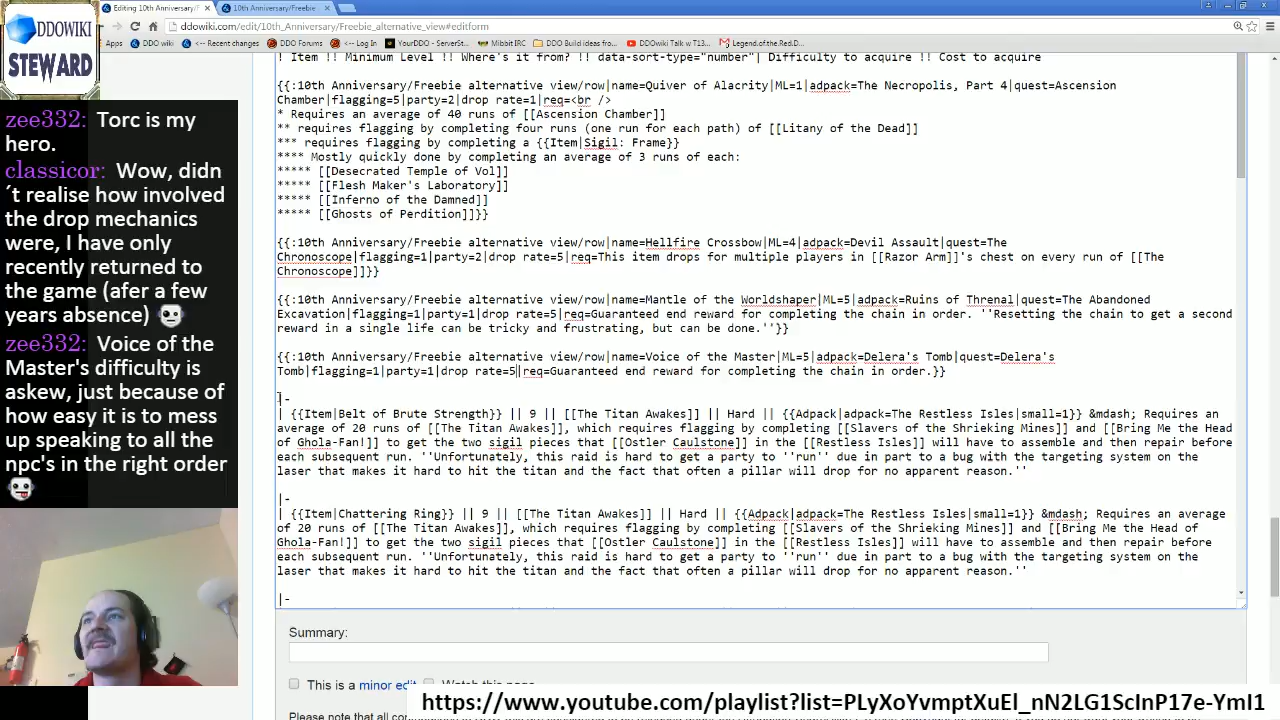 DDOWIKI
STEWARD
Editing 10th_Anniversary/F
10th Anniversary/Freebie
ddowiki.com/edit/10th_Anniversary/Freebie_alternative_view#editform
Apps
DDO wiki
<-- Recent changes
DDO Forums
<-- Log In
YourDDO - ServerSt...
Mibbit IRC
DDO Build ideas fro...
DDOwiki Talk w T13...
Legend.of.the.Red.D...
zee332: Torc is my
hero.
classicor: Wow, didn
´t realise how involved
the drop mechanics
were, I have only
recently returned to
the game (afer a few
years absence)
zee332: Voice of the
Master's difficulty is
askew, just because of
how easy it is to mess
up speaking to all the
npc's in the right order
! Item !! Minimum Level !! Where's it from? !! data-sort-type="number"| Difficulty to acquire !! Cost to acquire
{{:10th Anniversary/Freebie alternative view/row|name=Quiver of Alacrity|ML=1|adpack=The Necropolis, Part 4|quest=Ascension
Chamber|flagging=5|party=2|drop rate=1|req=<br />
* Requires an average of 40 runs of [[Ascension Chamber]]
** requires flagging by completing four runs (one run for each path) of [[Litany of the Dead]]
*** requires flagging by completing a {{Item|Sigil: Frame}}
**** Mostly quickly done by completing an average of 3 runs of each:
***** [[Desecrated Temple of Vol]]
***** [[Flesh Maker's Laboratory]]
***** [[Inferno of the Damned]]
***** [[Ghosts of Perdition]]}}
{{:10th Anniversary/Freebie alternative view/row|name=Hellfire Crossbow|ML=4|adpack=Devil Assault|quest=The
Chronoscope|flagging=1|party=2|drop rate=5|req=This item drops for multiple players in [[Razor Arm]]'s chest on every run of [[The
Chronoscope]]}}
{{:10th Anniversary/Freebie alternative view/row|name=Mantle of the Worldshaper|ML=5|adpack=Ruins of Threnal|quest=The Abandoned
Excavation|flagging=1|party=1|drop rate=5|req=Guaranteed end reward for completing the chain in order. ''Resetting the chain to get a second
reward in a single life can be tricky and frustrating, but can be done.''}}
{{:10th Anniversary/Freebie alternative view/row|name=Voice of the Master|ML=5|adpack=Delera's Tomb|quest=Delera's
Tomb|flagging=1|party=1|drop rate=5|req=Guaranteed end reward for completing the chain in order.}}
|-
| {{Item|Belt of Brute Strength}} || 9 || [[The Titan Awakes]] || Hard || {{Adpack|adpack=The Restless Isles|small=1}} &mdash; Requires an
average of 20 runs of [[The Titan Awakes]], which requires flagging by completing [[Slavers of the Shrieking Mines]] and [[Bring Me the Head
of Ghola-Fan!]] to get the two sigil pieces that [[Ostler Caulstone]] in the [[Restless Isles]] will have to assemble and then repair before
each subsequent run. ''Unfortunately, this raid is hard to get a party to ''run'' due in part to a bug with the targeting system on the
laser that makes it hard to hit the titan and the fact that often a pillar will drop for no apparent reason.''
|-
| {{Item|Chattering Ring}} || 9 || [[The Titan Awakes]] || Hard || {{Adpack|adpack=The Restless Isles|small=1}} &mdash; Requires an average
of 20 runs of [[The Titan Awakes]], which requires flagging by completing [[Slavers of the Shrieking Mines]] and [[Bring Me the Head of
Ghola-Fan!]] to get the two sigil pieces that [[Ostler Caulstone]] in the [[Restless Isles]] will have to assemble and then repair before
each subsequent run. ''Unfortunately, this raid is hard to get a party to ''run'' due in part to a bug with the targeting system on the
laser that makes it hard to hit the titan and the fact that often a pillar will drop for no apparent reason.''
|-
Summary:
This is a minor edit
Watch this page
https://www.youtube.com/playlist?list=PLyXoYvmptXuEl_nN2LG1ScInP17e-YmI1
Please note that all